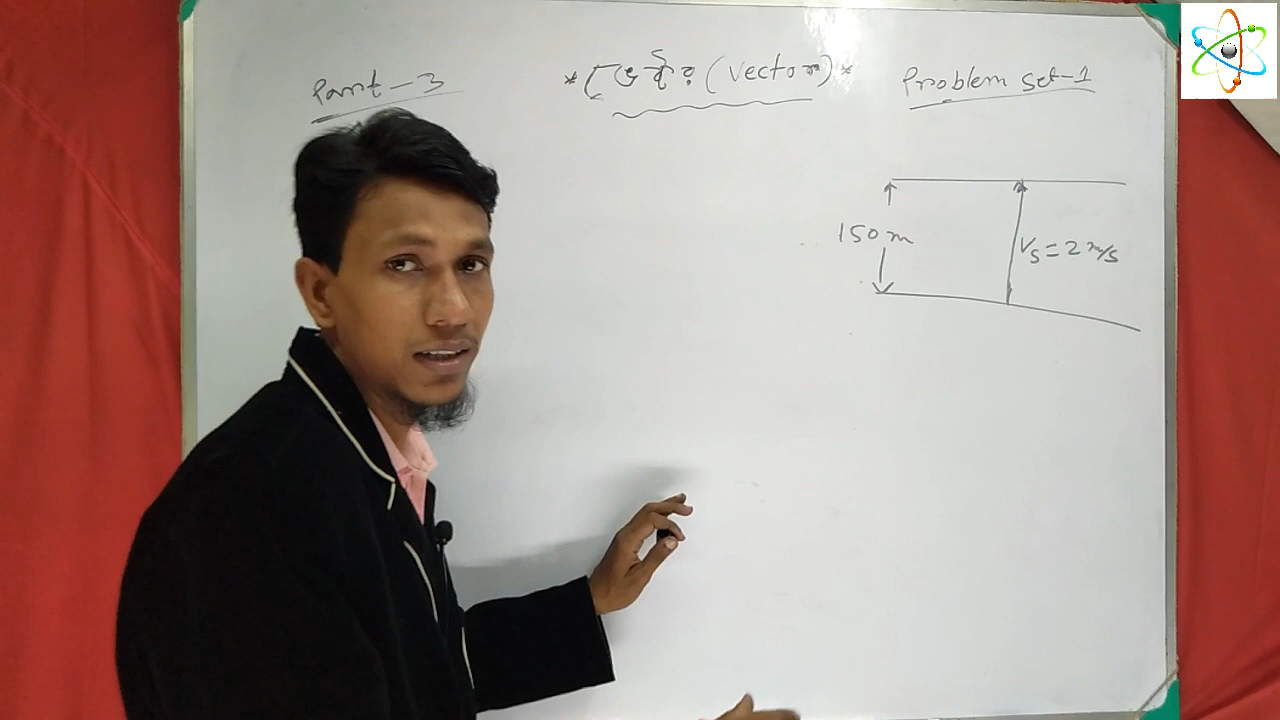 Part-3
* ভেক্টর (Vector) *
Problem set-1
150 m
Vs = 2 m/s